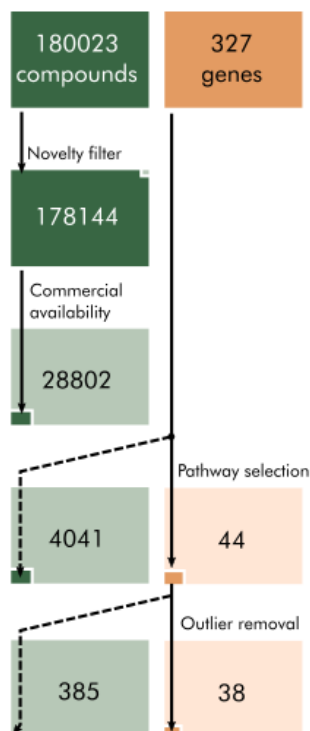 180023
compounds
327
genes
Novelty filter
178144
Commercial
availability
28802
Pathway selection
4041
44
Outlier removal
385
38